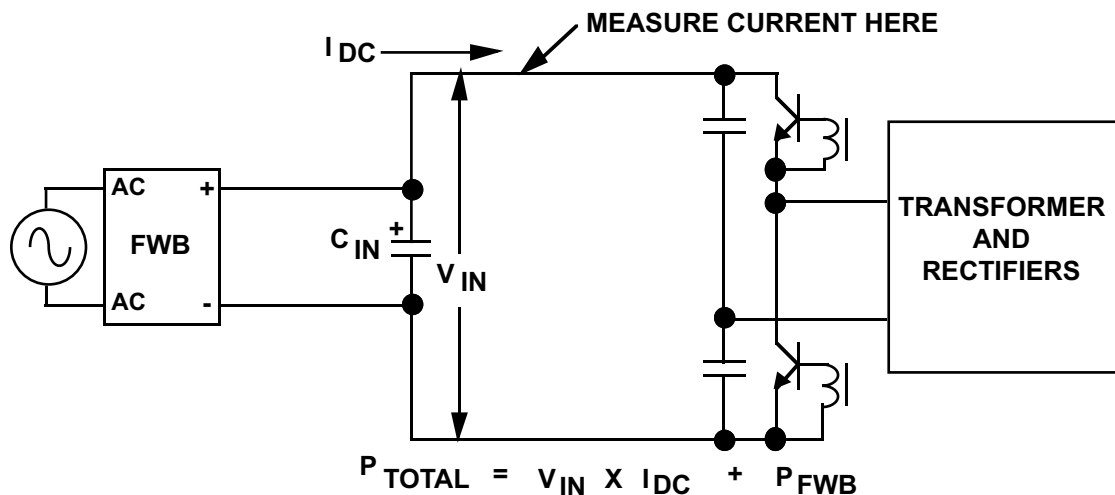 MEASURE CURRENT HERE
I DC
AC +
FWB
AC -
C IN +
V IN
TRANSFORMER
AND
RECTIFIERS
P TOTAL = V IN X I DC + P FWB